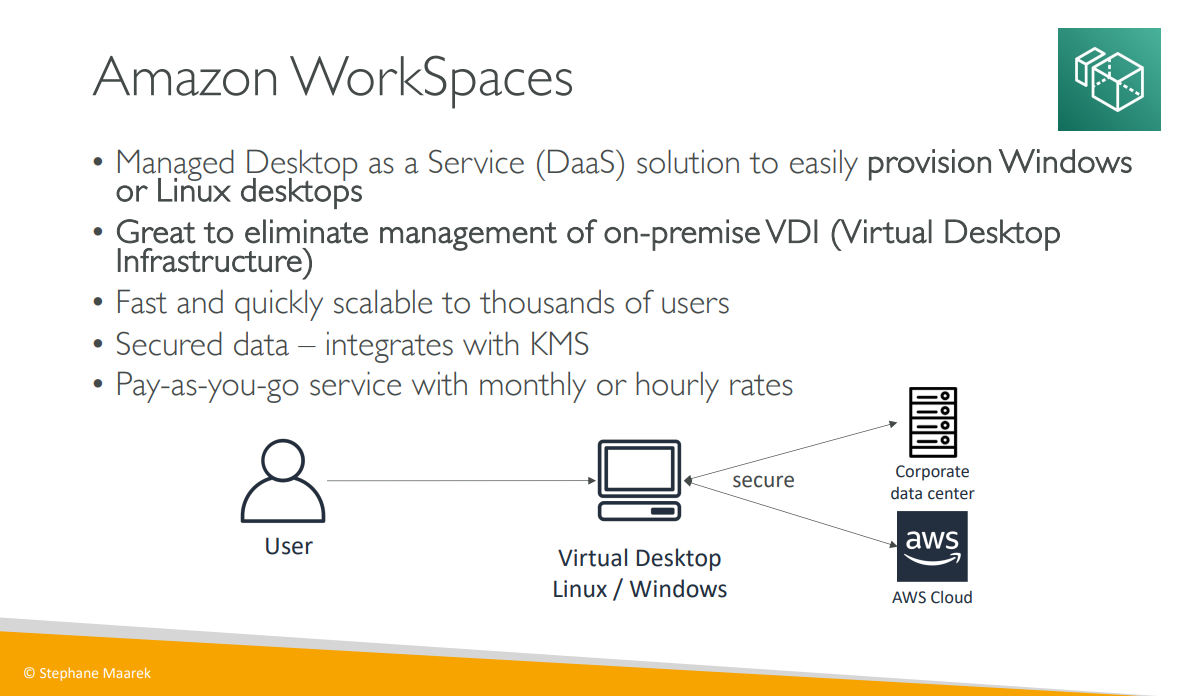 Amazon WorkSpaces
• Managed Desktop as a Service (DaaS) solution to easily provision Windows
or Linux desktops
• Great to eliminate management of on-premise VDI (Virtual Desktop
Infrastructure)
• Fast and quickly scalable to thousands of users
• Secured data – integrates with KMS
• Pay-as-you-go service with monthly or hourly rates
User
Virtual Desktop
Linux / Windows
secure
Corporate
data center
aws
AWS Cloud
© Stephane Maarek